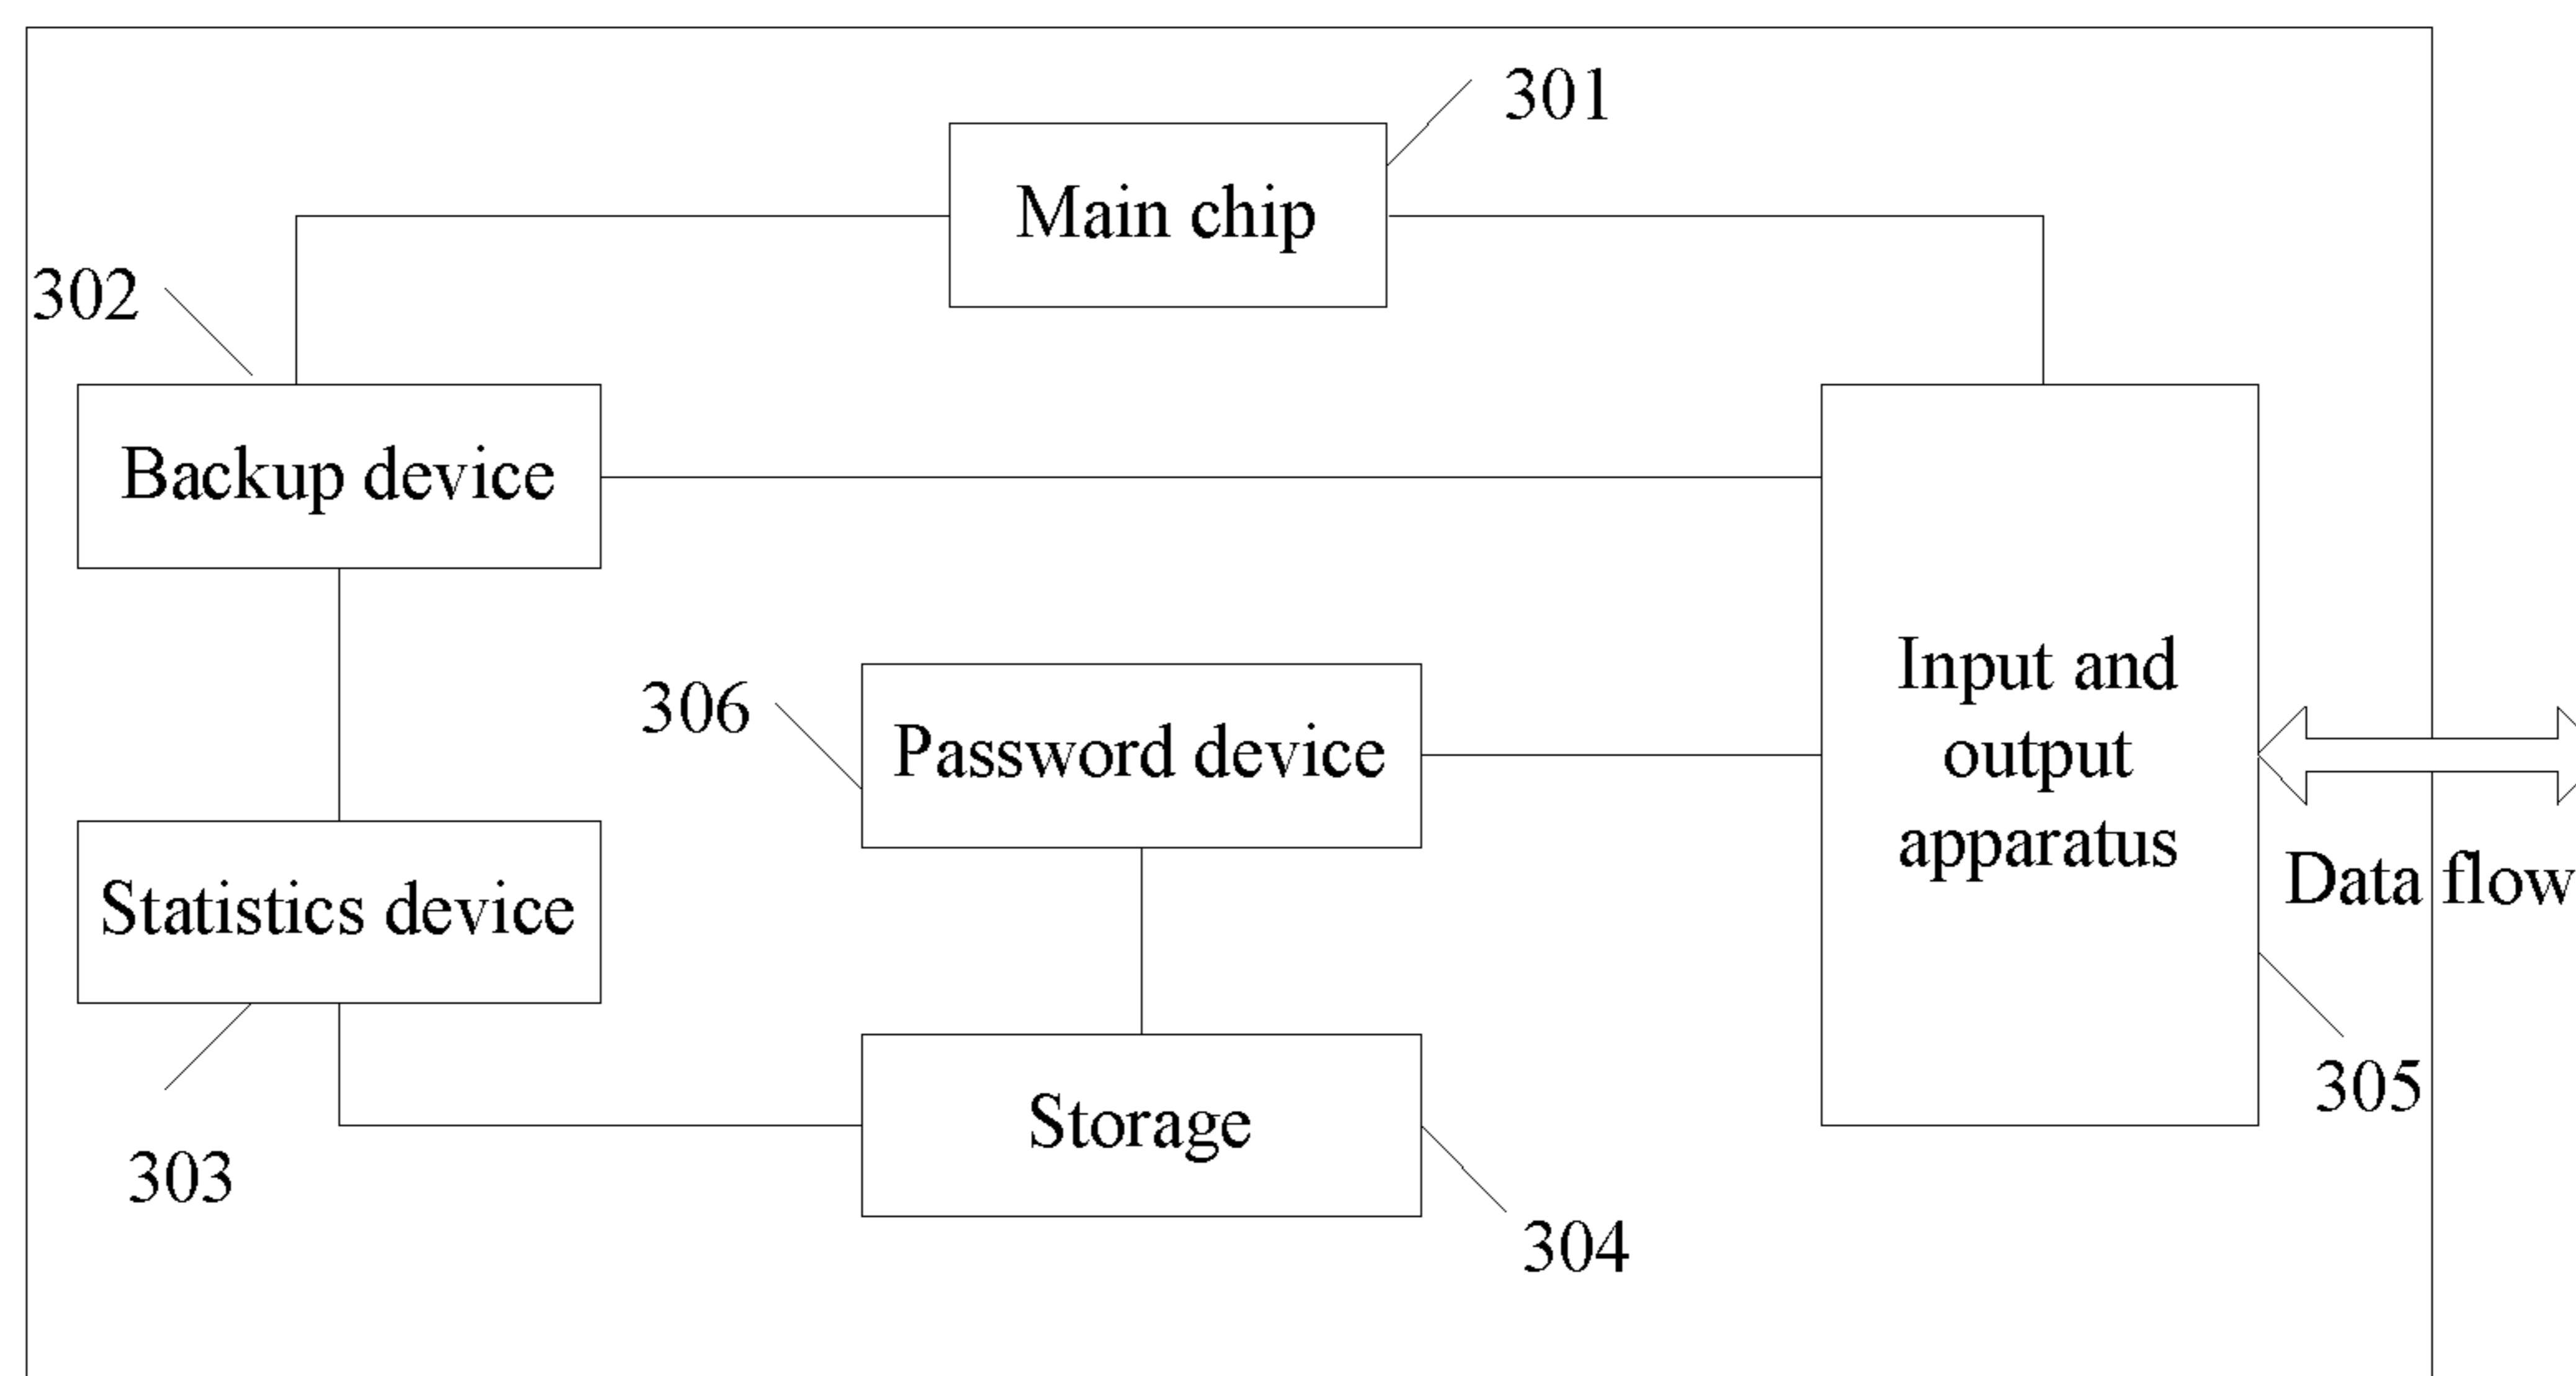 301
Main chip
302
Backup device
306
Password device
Input and
output
apparatus
Data flow
Statistics device
303
Storage
305
304